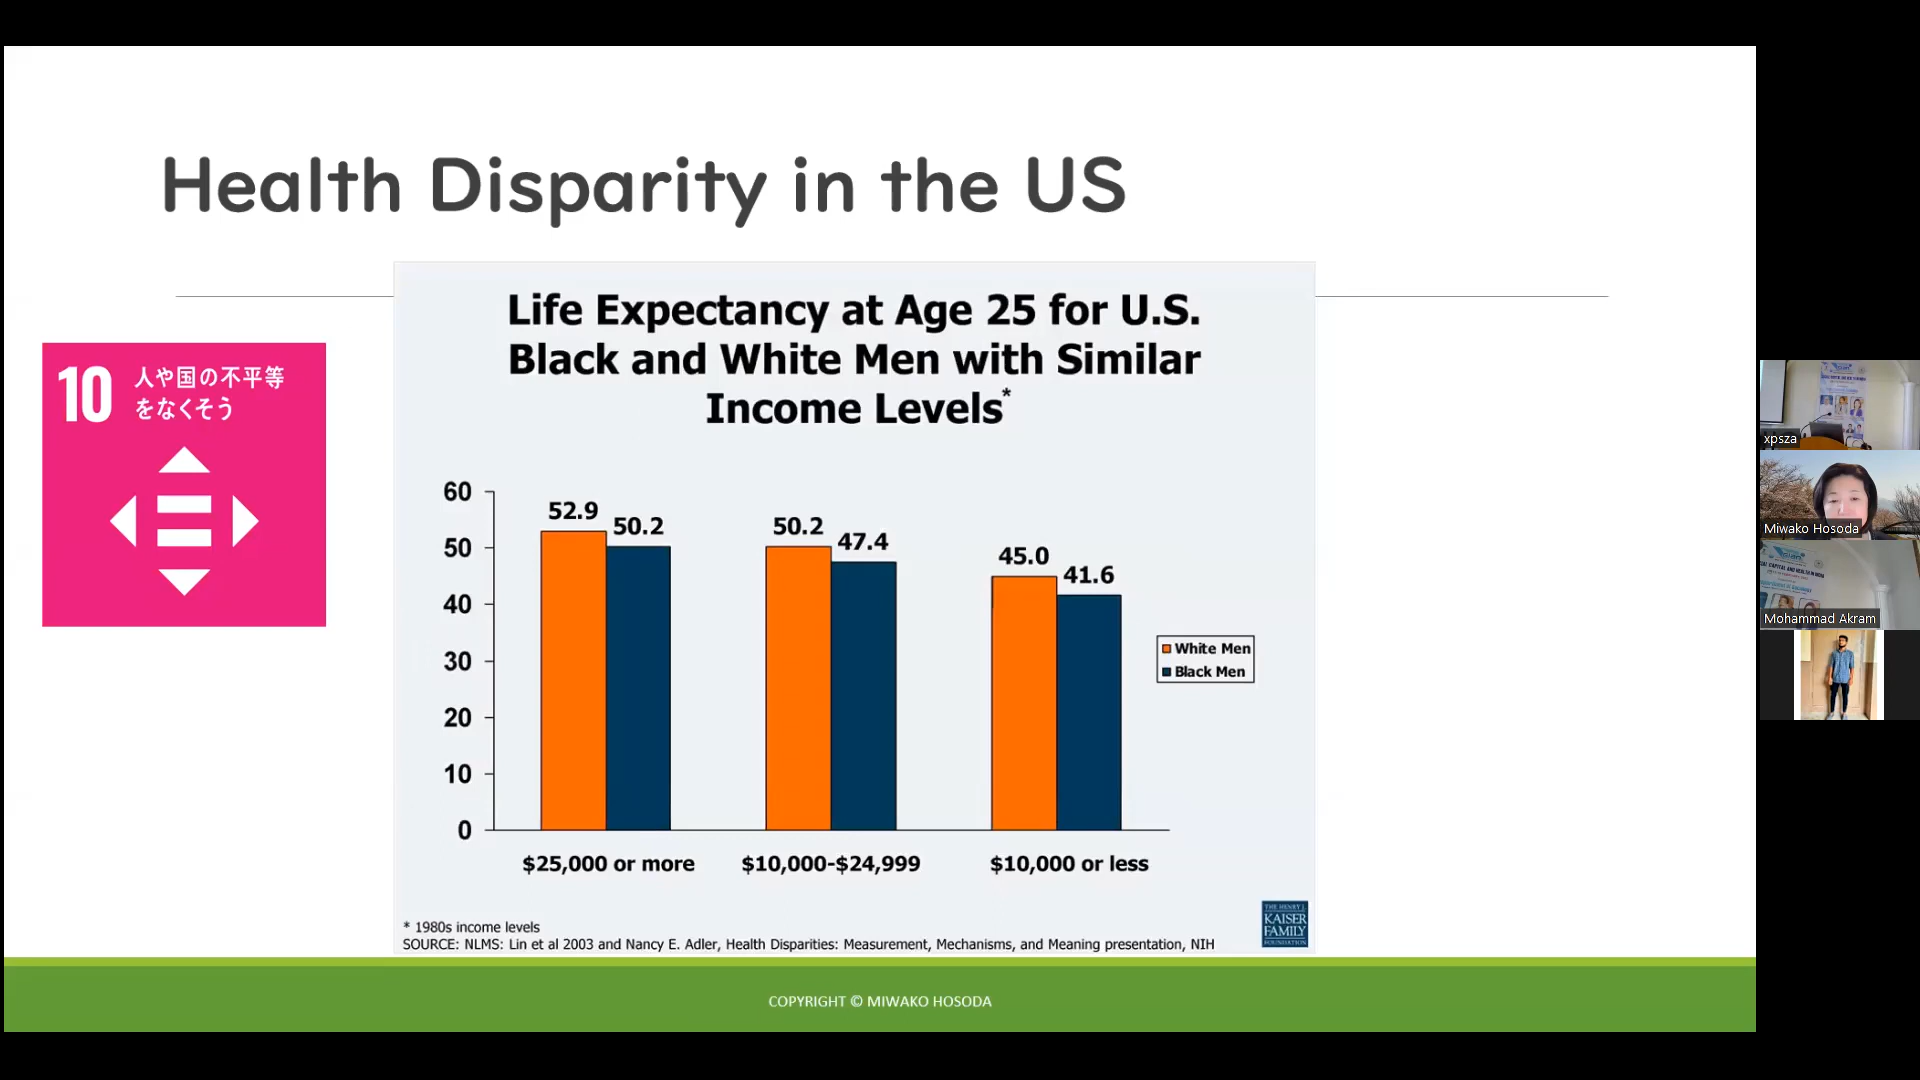 Health Disparity in the US
10
人や国の不平等
をなくそう
Life Expectancy at Age 25 for U.S.
Black and White Men with Similar
Income Levels*
60
50
40
30
20
10
0
52.9
50.2
50.2
47.4
45.0
41.6
White Men
Black Men
$25,000 or more
$10,000-$24,999
$10,000 or less
* 1980s income levels
SOURCE: NLMS: Lin et al 2003 and Nancy E. Adler, Health Disparities: Measurement, Mechanisms, and Meaning presentation, NIH
THE HENRY J.
KAISER
FAMILY
FOUNDATION
COPYRIGHT © MIWAKO HOSODA
xpsza
Miwako Hosoda
Mohammad Akram